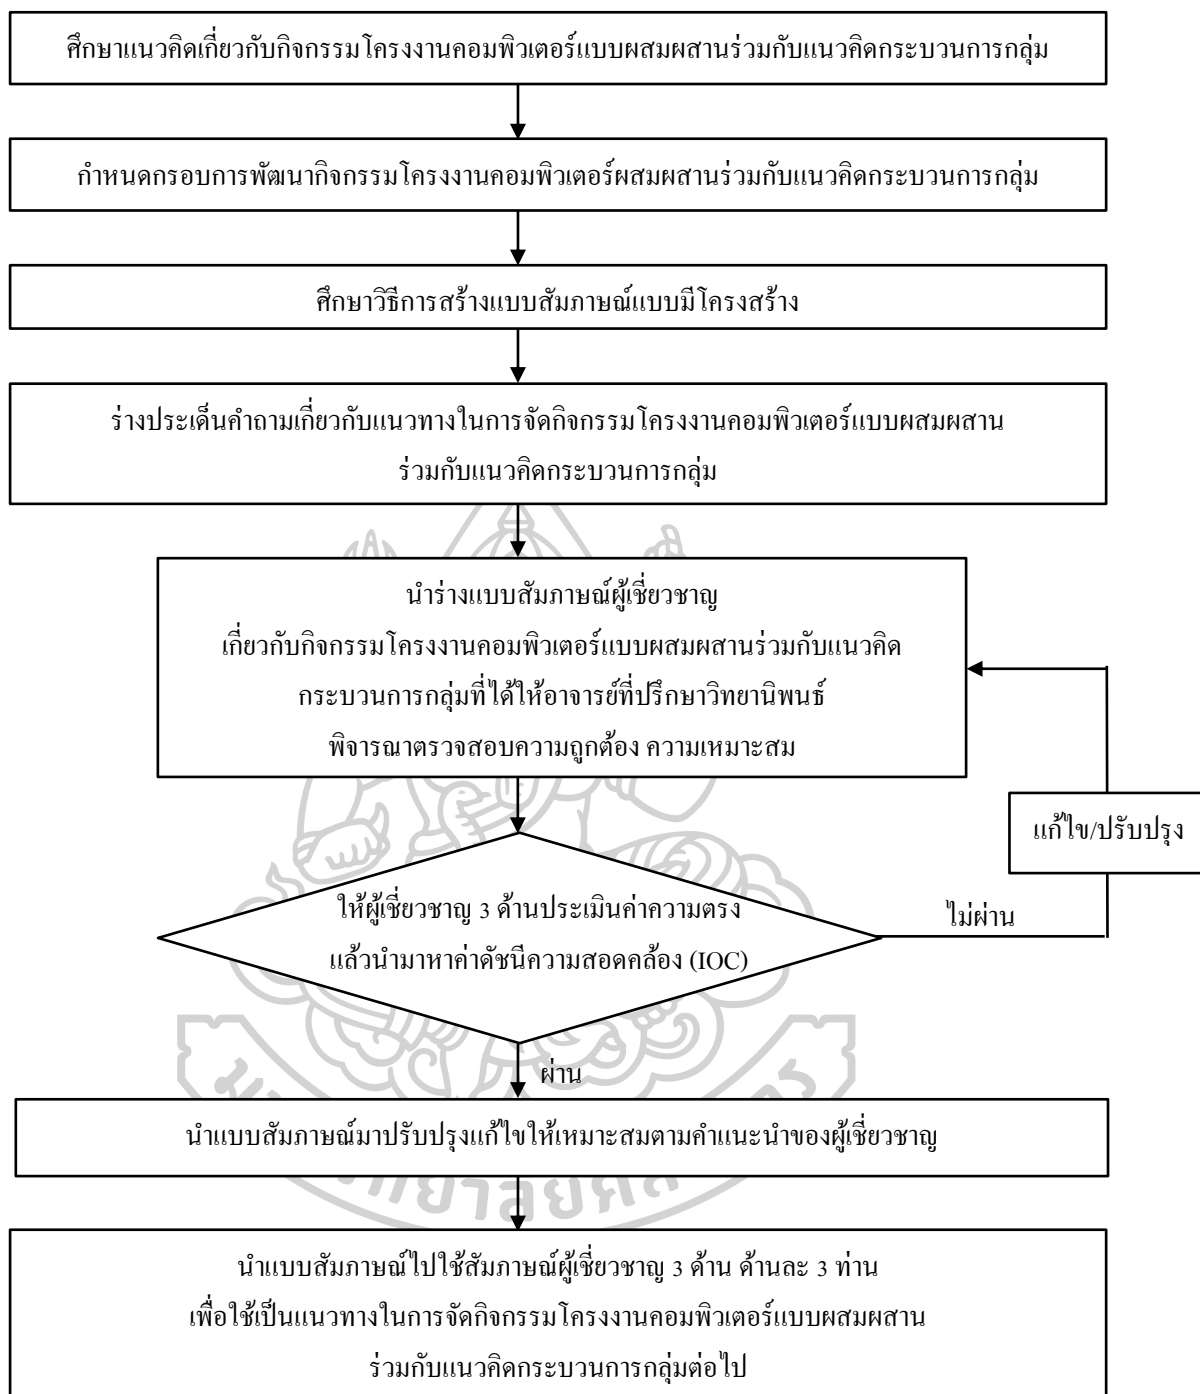 ศึกษาแนวคิดเกี่ยวกับกิจกรรมโครงงานคอมพิวเตอร์แบบผสมผสานร่วมกับแนวคิดกระบวนการกลุ่ม
กำหนดกรอบการพัฒนากิจกรรมโครงงานคอมพิวเตอร์ผสมผสานร่วมกับแนวคิดกระบวนการกลุ่ม
ศึกษาวิธีการสร้างแบบสัมภาษณ์แบบมีโครงสร้าง
ร่างประเด็นคำถามเกี่ยวกับแนวทางในการจัดกิจกรรมโครงงานคอมพิวเตอร์แบบผสมผสาน
ร่วมกับแนวคิดกระบวนการกลุ่ม
นำร่างแบบสัมภาษณ์ผู้เชี่ยวชาญ
เกี่ยวกับกิจกรรมโครงงานคอมพิวเตอร์แบบผสมผสานร่วมกับแนวคิด
กระบวนการกลุ่มที่ได้ให้อาจารย์ที่ปรึกษาวิทยานิพนธ์
พิจารณาตรวจสอบความถูกต้อง ความเหมาะสม
แก้ไข/ปรับปรุง
ให้ผู้เชี่ยวชาญ 3 ด้านประเมินค่าความตรง
แล้วนำมาหาค่าดัชนีความสอดคล้อง (IOC)
ไม่ผ่าน
ผ่าน
นำแบบสัมภาษณ์มาปรับปรุงแก้ไขให้เหมาะสมตามคำแนะนำของผู้เชี่ยวชาญ
นำแบบสัมภาษณ์ไปใช้สัมภาษณ์ผู้เชี่ยวชาญ 3 ด้าน ด้านละ 3 ท่าน
เพื่อใช้เป็นแนวทางในการจัดกิจกรรมโครงงานคอมพิวเตอร์แบบผสมผสาน
ร่วมกับแนวคิดกระบวนการกลุ่มต่อไป